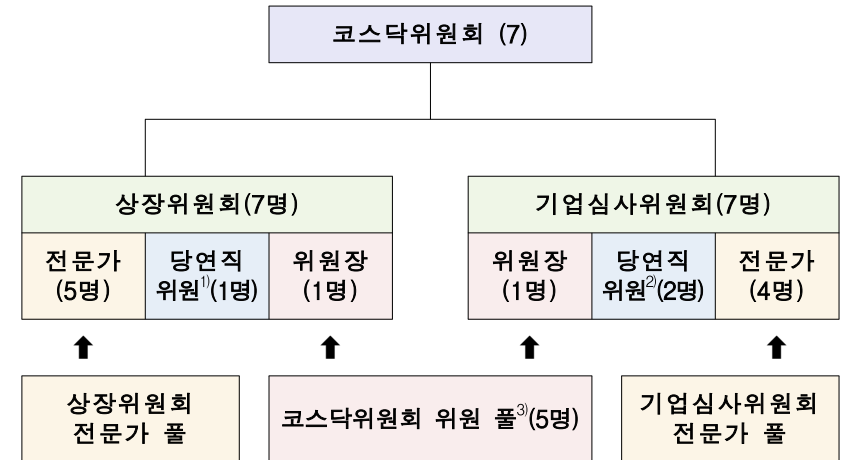 코스닥위원회 (7)
상장위원회(7명)
기업심사위원회(7명)
전문가
(5명)
당연직
위원1)(1명)
위원장
(1명)
위원장
(1명)
당연직
위원2)(2명)
전문가
(4명)
상장위원회
전문가 풀
코스닥위원회 위원 풀3)(5명)
기업심사위원회
전문가 풀